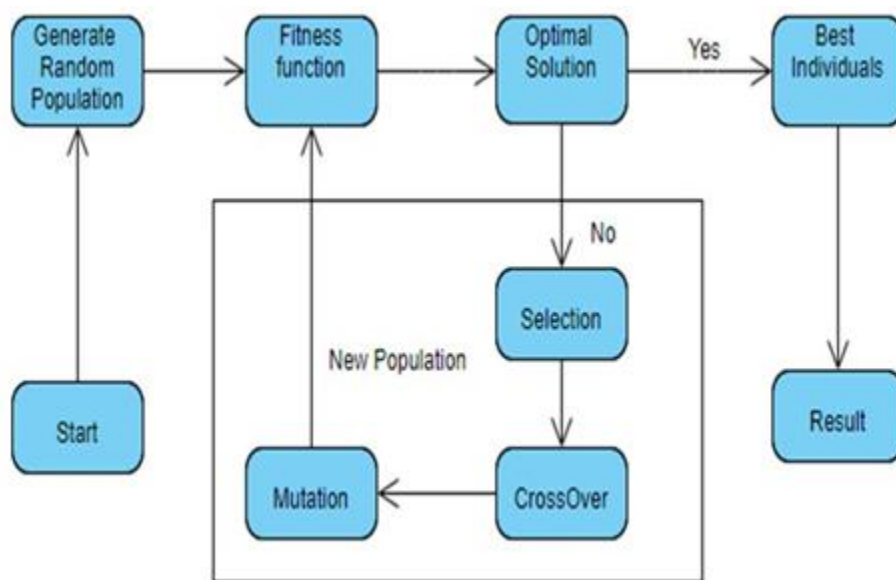 Generate
Random
Population
Fitness
function
Optimal
Solution
Yes
Best
Individuals
No
Selection
New Population
Start
Result
Mutation
CrossOver